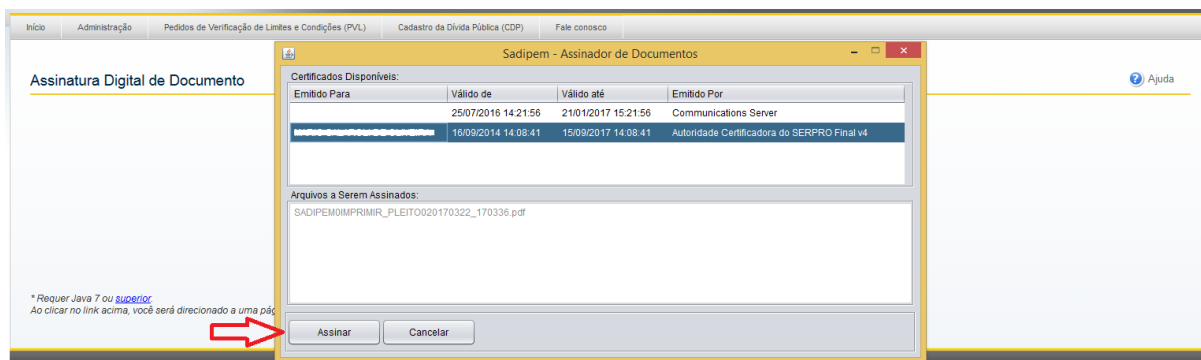 Início Administração Pedidos de Verificação de Limites e Condições (PVL) Cadastro da Dívida Pública (CDP) Fale conosco
Sadipem - Assinador de Documentos
Assinatura Digital de Documento
Ajuda
Certificados Disponíveis:
Emitido Para Válido de Válido até Emitido Por
25/07/2016 14:21:56 21/01/2017 15:21:56 Communications Server
16/09/2014 14:08:41 15/09/2017 14:08:41 Autoridade Certificadora do SERPRO Final v4
Arquivos a Serem Assinados:
SADIPEM0IMPRIMIR_PLEITO020170322_170336.pdf
* Requer Java 7 ou superior.
Ao clicar no link acima, você será direcionado a uma pág
Assinar Cancelar